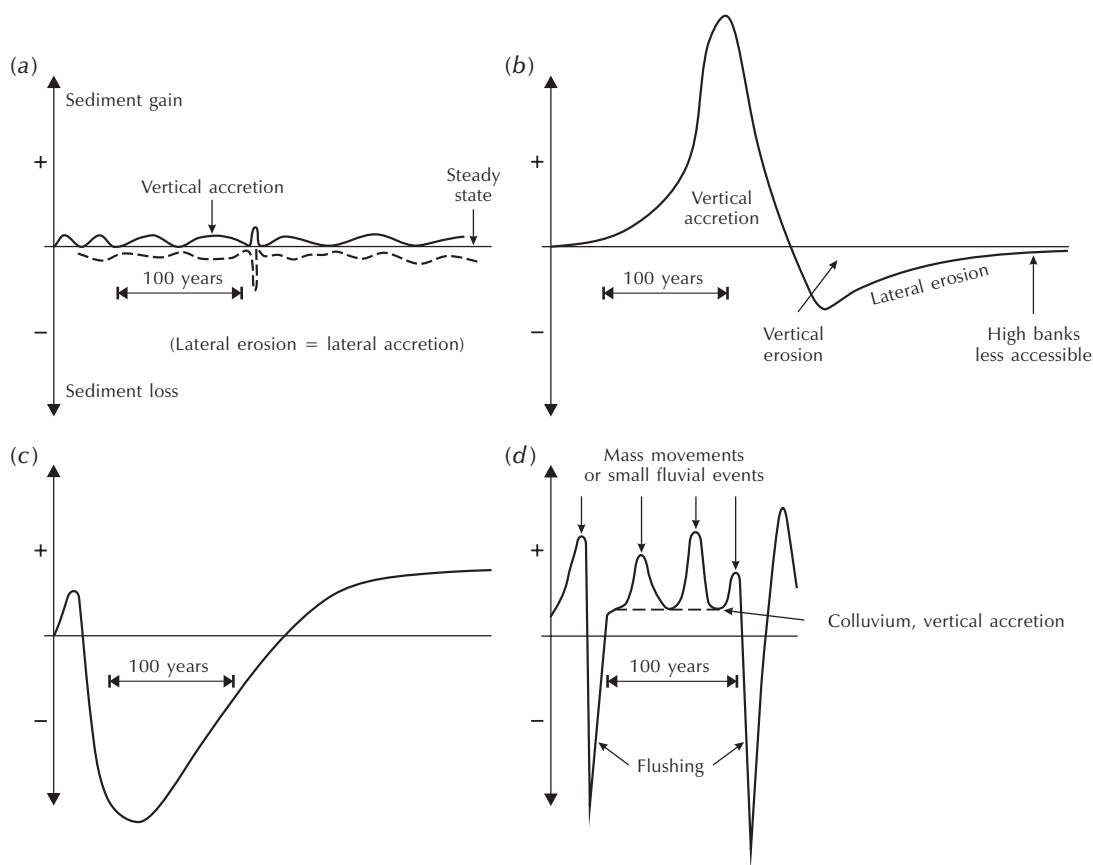 (a)
Sediment gain
+
Vertical accretion
Steady
state
100 years
−
(Lateral erosion = lateral accretion)
Sediment loss
(b)
+
Vertical
accretion
100 years
−
Vertical
erosion
Lateral erosion
High banks
less accessible
(c)
+
100 years
−
(d)
Mass movements
or small fluvial events
+
Colluvium, vertical accretion
100 years
−
Flushing